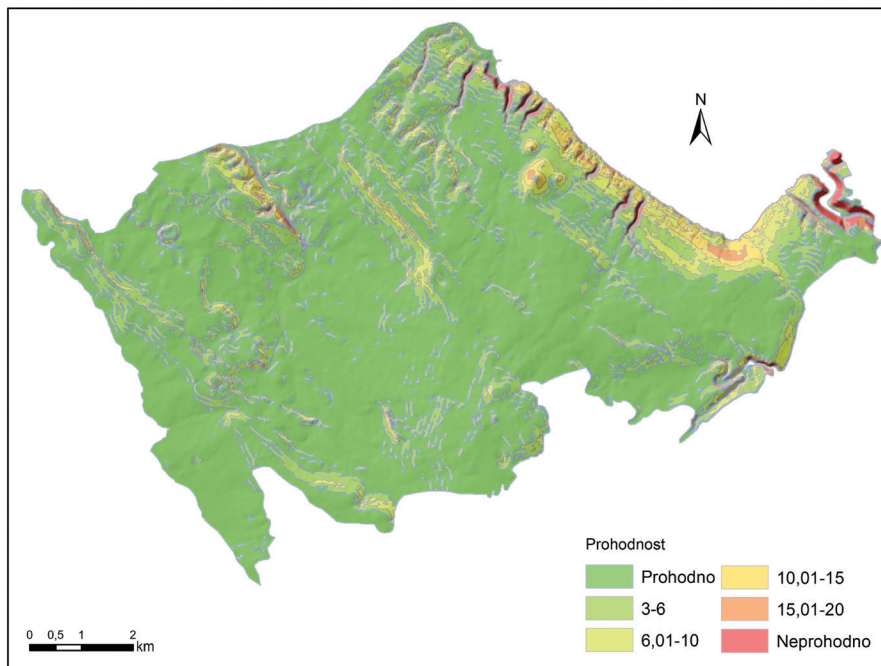 N
Prohodnost
Prohodno
3-6
6,01-10
10,01-15
15,01-20
Neprohodno
0 0,5 1 2
km